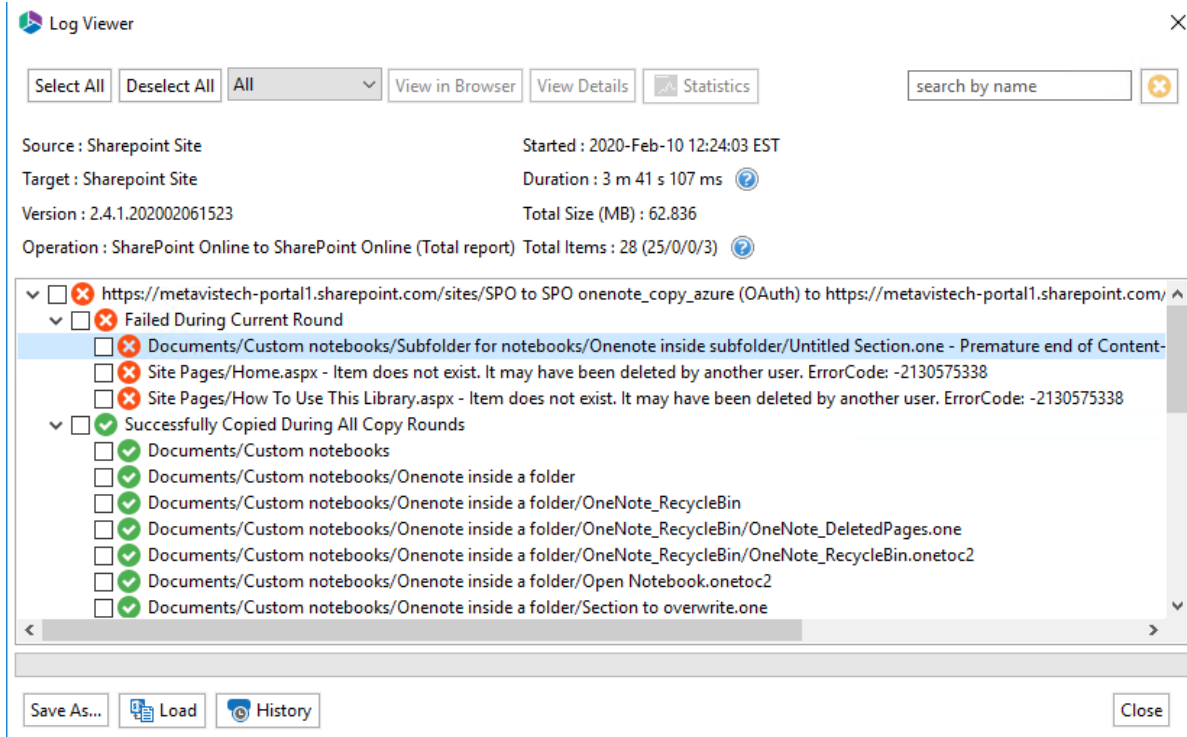 Log Viewer
Select All Deselect All All View in Browser View Details Statistics search by name
Source : Sharepoint Site Started : 2020-Feb-10 12:24:03 EST
Target : Sharepoint Site Duration : 3 m 41 s 107 ms
Version : 2.4.1.202002061523 Total Size (MB) : 62.836
Operation : SharePoint Online to SharePoint Online (Total report) Total Items : 28 (25/0/0/3)
https://metavistech-portal1.sharepoint.com/sites/SPO to SPO onenote_copy_azure (OAuth) to https://metavistech-portal1.sharepoint.com/
Failed During Current Round
Documents/Custom notebooks/Subfolder for notebooks/Onenote inside subfolder/Untitled Section.one - Premature end of Content-
Site Pages/Home.aspx - Item does not exist. It may have been deleted by another user. ErrorCode: -2130575338
Site Pages/How To Use This Library.aspx - Item does not exist. It may have been deleted by another user. ErrorCode: -2130575338
Successfully Copied During All Copy Rounds
Documents/Custom notebooks
Documents/Custom notebooks/Onenote inside a folder
Documents/Custom notebooks/Onenote inside a folder/OneNote_RecycleBin
Documents/Custom notebooks/Onenote inside a folder/OneNote_RecycleBin/OneNote_DeletedPages.one
Documents/Custom notebooks/Onenote inside a folder/OneNote_RecycleBin/OneNote_RecycleBin.onetoc2
Documents/Custom notebooks/Onenote inside a folder/Open Notebook.onetoc2
Documents/Custom notebooks/Onenote inside a folder/Section to overwrite.one
Save As... Load History Close